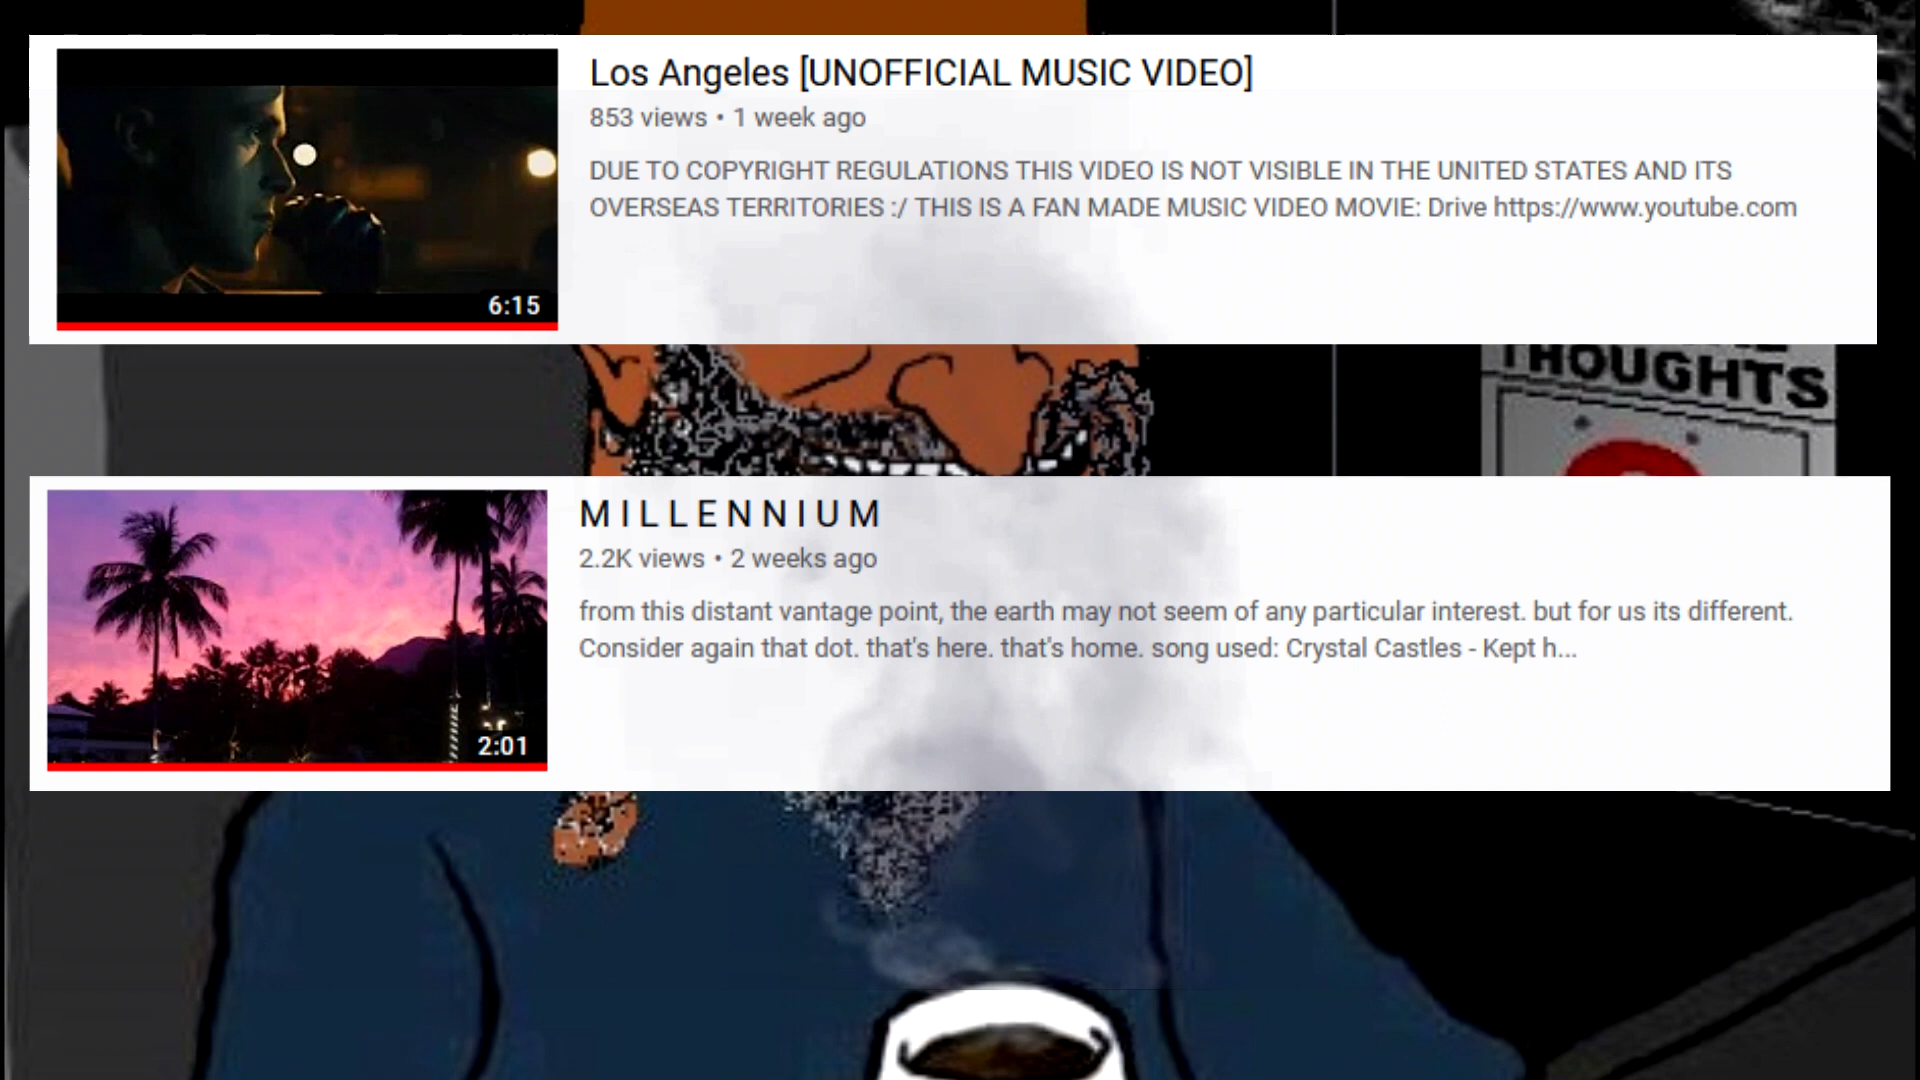 Los Angeles [UNOFFICIAL MUSIC VIDEO]
853 views • 1 week ago
DUE TO COPYRIGHT REGULATIONS THIS VIDEO IS NOT VISIBLE IN THE UNITED STATES AND ITS
OVERSEAS TERRITORIES :/ THIS IS A FAN MADE MUSIC VIDEO MOVIE: Drive https://www.youtube.com
6:15
THOUGHTS
M I L L E N N I U M
2.2K views • 2 weeks ago
from this distant vantage point, the earth may not seem of any particular interest. but for us its different.
Consider again that dot. that's here. that's home. song used: Crystal Castles - Kept h...
2:01